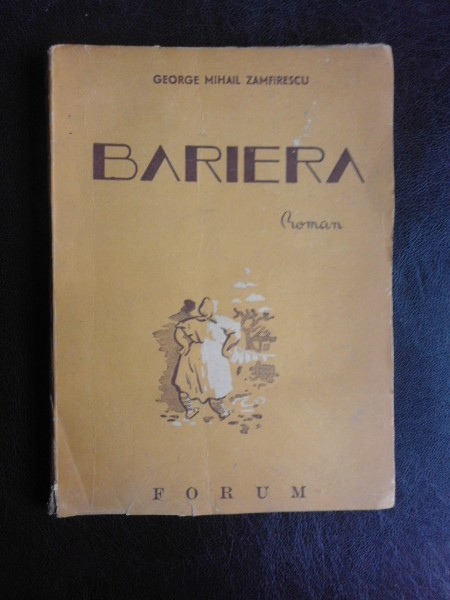 GEORGE MIHAIL ZAMFIRESCU
BARIERA
Roman
FORUM